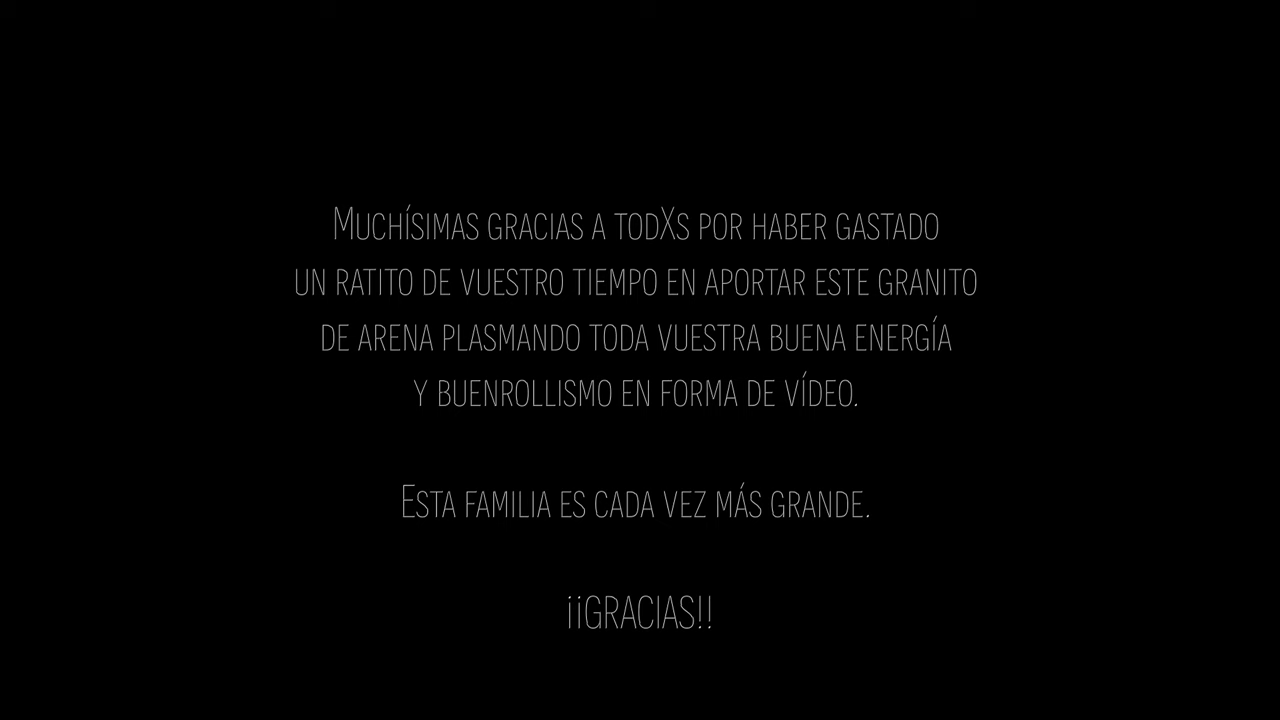 Muchísimas gracias a todXs por haber gastado
un ratito de vuestro tiempo en aportar este granito
de arena plasmando toda vuestra buena energía
y buenrollismo en forma de vídeo.
Esta familia es cada vez más grande.
¡¡GRACIAS!!